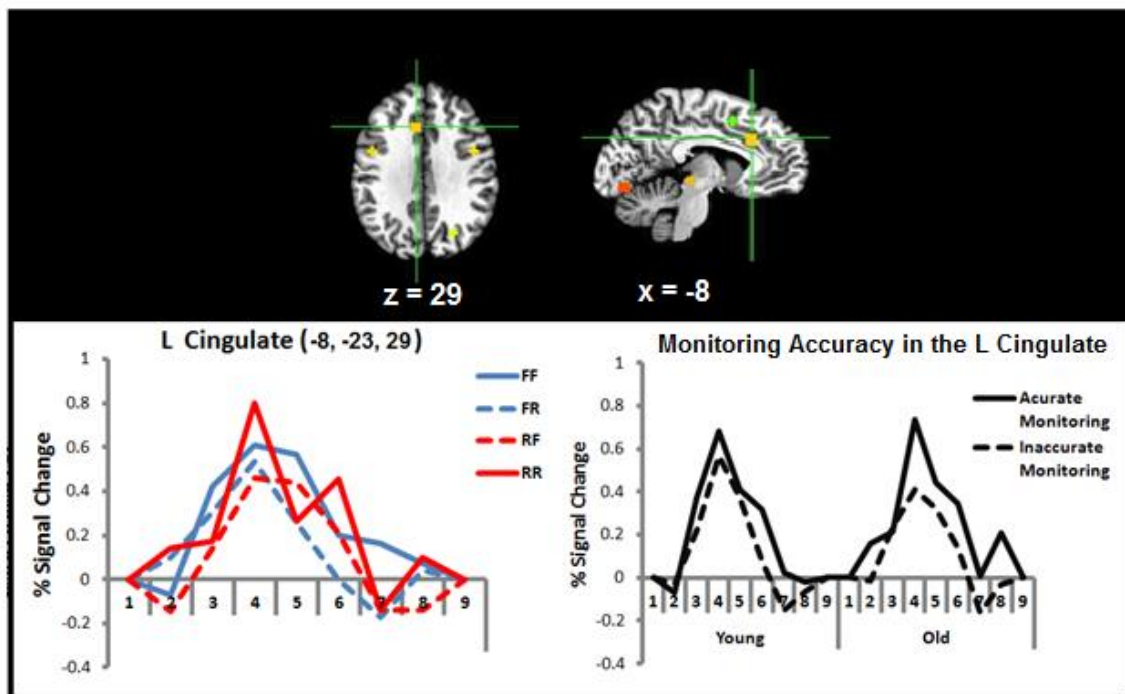 z = 29
x = -8
L Cingulate (-8, -23, 29)
% Signal Change
1
0.8
0.6
0.4
0.2
0
-0.2
-0.4
1 2 3 4 5 6 7 8 9
FF
FR
RF
RR
Monitoring Accuracy in the L Cingulate
% Signal Change
1
0.8
0.6
0.4
0.2
0
-0.2
-0.4
1 2 3 4 5 6 7 8 9 1 2 3 4 5 6 7 8 9
Young Old
Acurate
Monitoring
Inaccurate
Monitoring